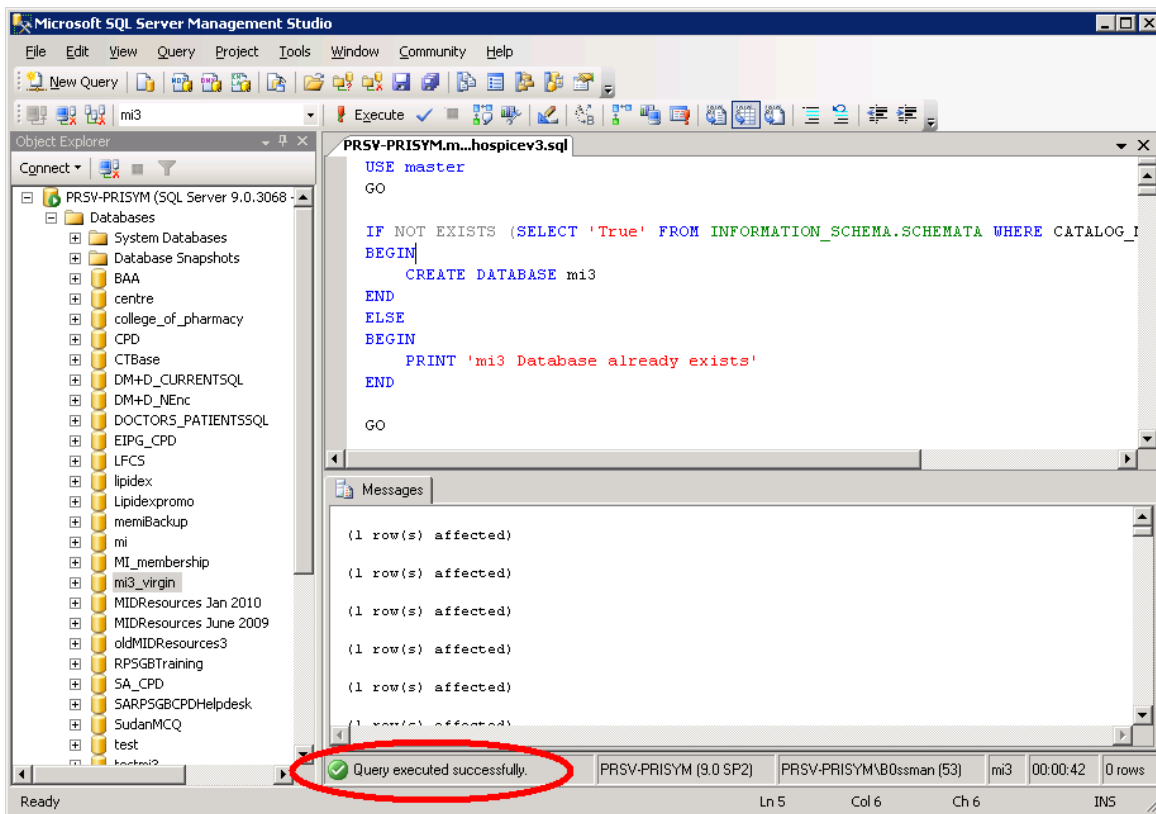 Microsoft SQL Server Management Studio
File Edit View Query Project Tools Window Community Help
New Query
mi3 Execute
Object Explorer
Connect
PRSV-PRISYM (SQL Server 9.0.3068 -
Databases
System Databases
Database Snapshots
BAA
centre
college_of_pharmacy
CPD
CTBase
DM+D_CURRENTSQL
DM+D_NEnc
DOCTORS_PATIENTSSQL
EIPG_CPD
LFCS
lipidex
Lipidexpromo
memiBackup
mi
MI_membership
mi3_virgin
MIDResources Jan 2010
MIDResources June 2009
oldMIDResources3
RPSGBTraining
SA_CPD
SARPSGBCPDHelpdesk
SudanMCQ
test
PRSV-PRISYM.m...hospicev3.sql
USE master
GO
IF NOT EXISTS (SELECT 'True' FROM INFORMATION_SCHEMA.SCHEMATA WHERE
BEGIN
CREATE DATABASE mi3
END
ELSE
BEGIN
PRINT 'mi3 Database already exists'
END
GO
Messages
(1 row(s) affected)
(1 row(s) affected)
(1 row(s) affected)
(1 row(s) affected)
(1 row(s) affected)
Query executed successfully. PRSV-PRISYM (9.0 SP2) PRSV-PRISYM\B0ssman (53) mi3 00:00:42 0 rows
Ready Ln 5 Col 6 Ch 6 INS